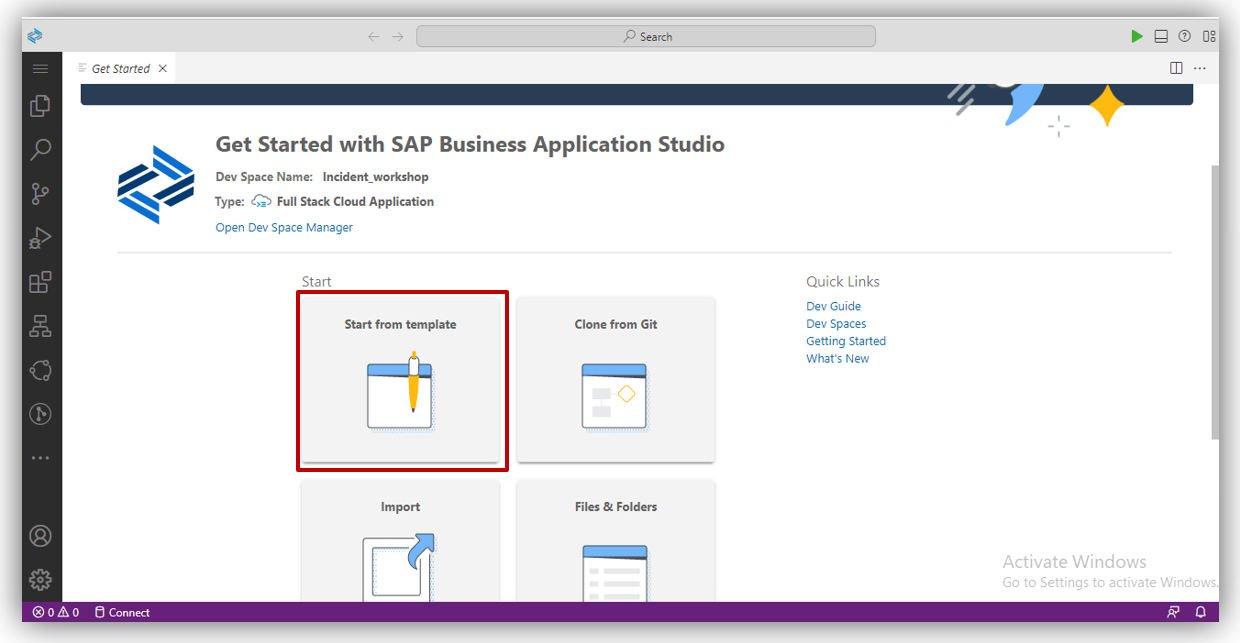 Search
Get Started
Get Started with SAP Business Application Studio
Dev Space Name: Incident_workshop
Type: Full Stack Cloud Application
Open Dev Space Manager
Start
Start from template
Clone from Git
Import
Files & Folders
Quick Links
Dev Guide
Dev Spaces
Getting Started
What's New
Activate Windows
Go to Settings to activate Windows.
0 0 Connect